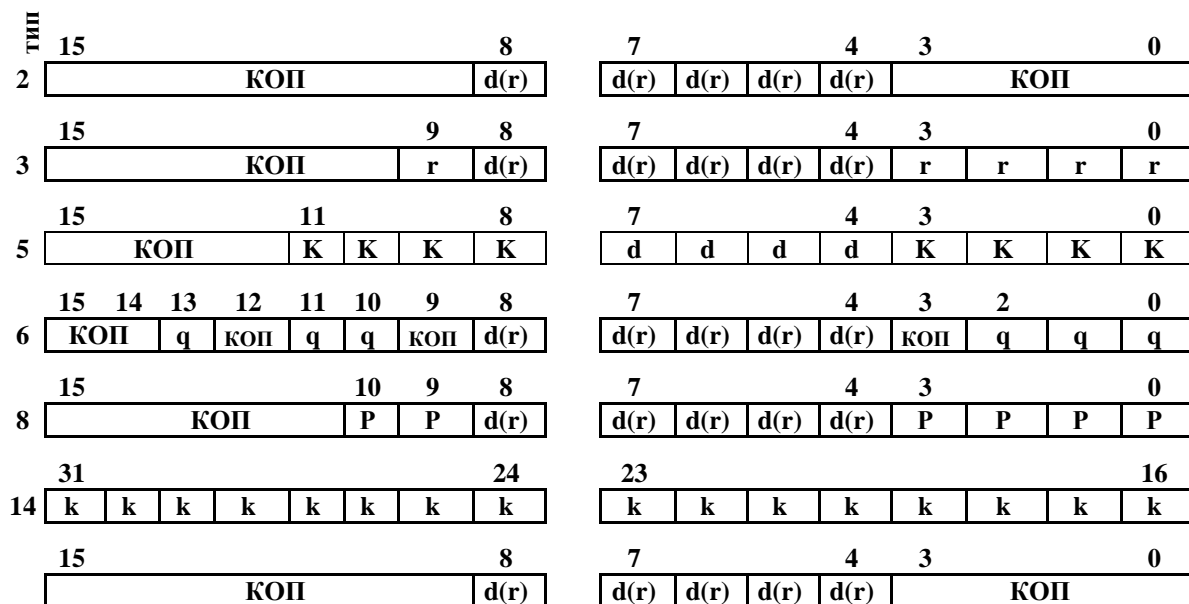 тип
15 8 7 4 3 0
2 КОП d(r) d(r) d(r) d(r) d(r) КОП
15 9 8 7 4 3 0
3 КОП r d(r) d(r) d(r) d(r) d(r) r r r r
15 11 8 7 4 3 0
5 КОП K K K K d d d d K K K K
15 14 13 12 11 10 9 8 7 4 3 2 0
6 КОП q КОП q q КОП d(r) d(r) d(r) d(r) d(r) КОП q q q
15 10 9 8 7 4 3 0
8 КОП P P d(r) d(r) d(r) d(r) d(r) P P P P
31 24 23 16
14 k k k k k k k k k k k k k k k k
15 8 7 4 3 0
КОП d(r) d(r) d(r) d(r) d(r) КОП